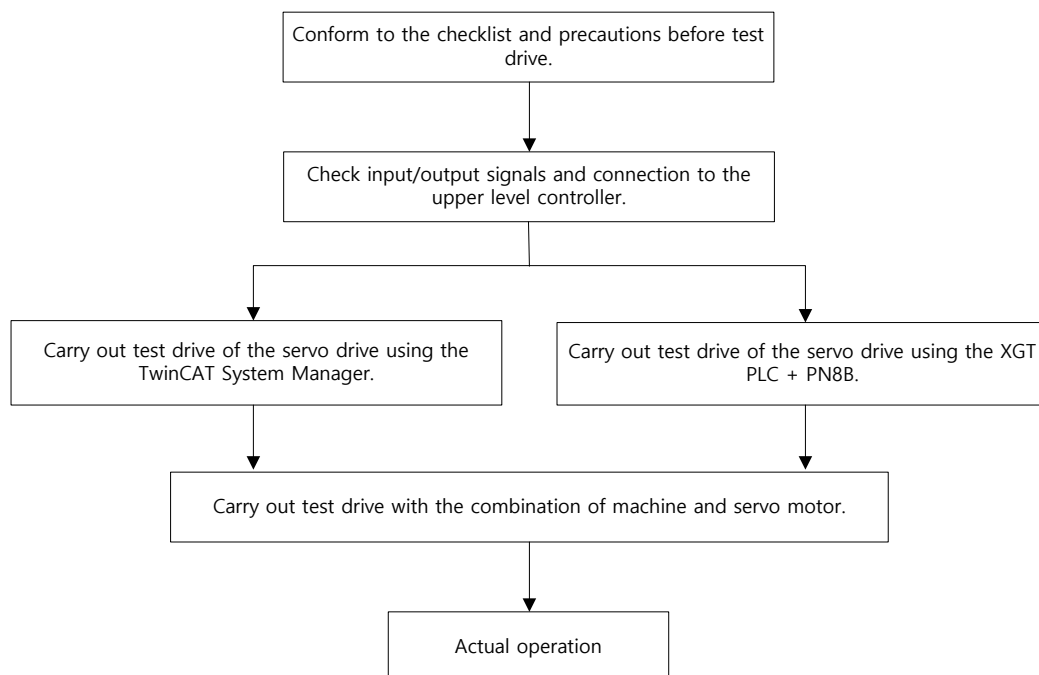 Conform to the checklist and precautions before test
drive.
Check input/output signals and connection to the
upper level controller.
Carry out test drive of the servo drive using the
TwinCAT System Manager.
Carry out test drive of the servo drive using the XGT
PLC + PN8B.
Carry out test drive with the combination of machine and servo motor.
Actual operation